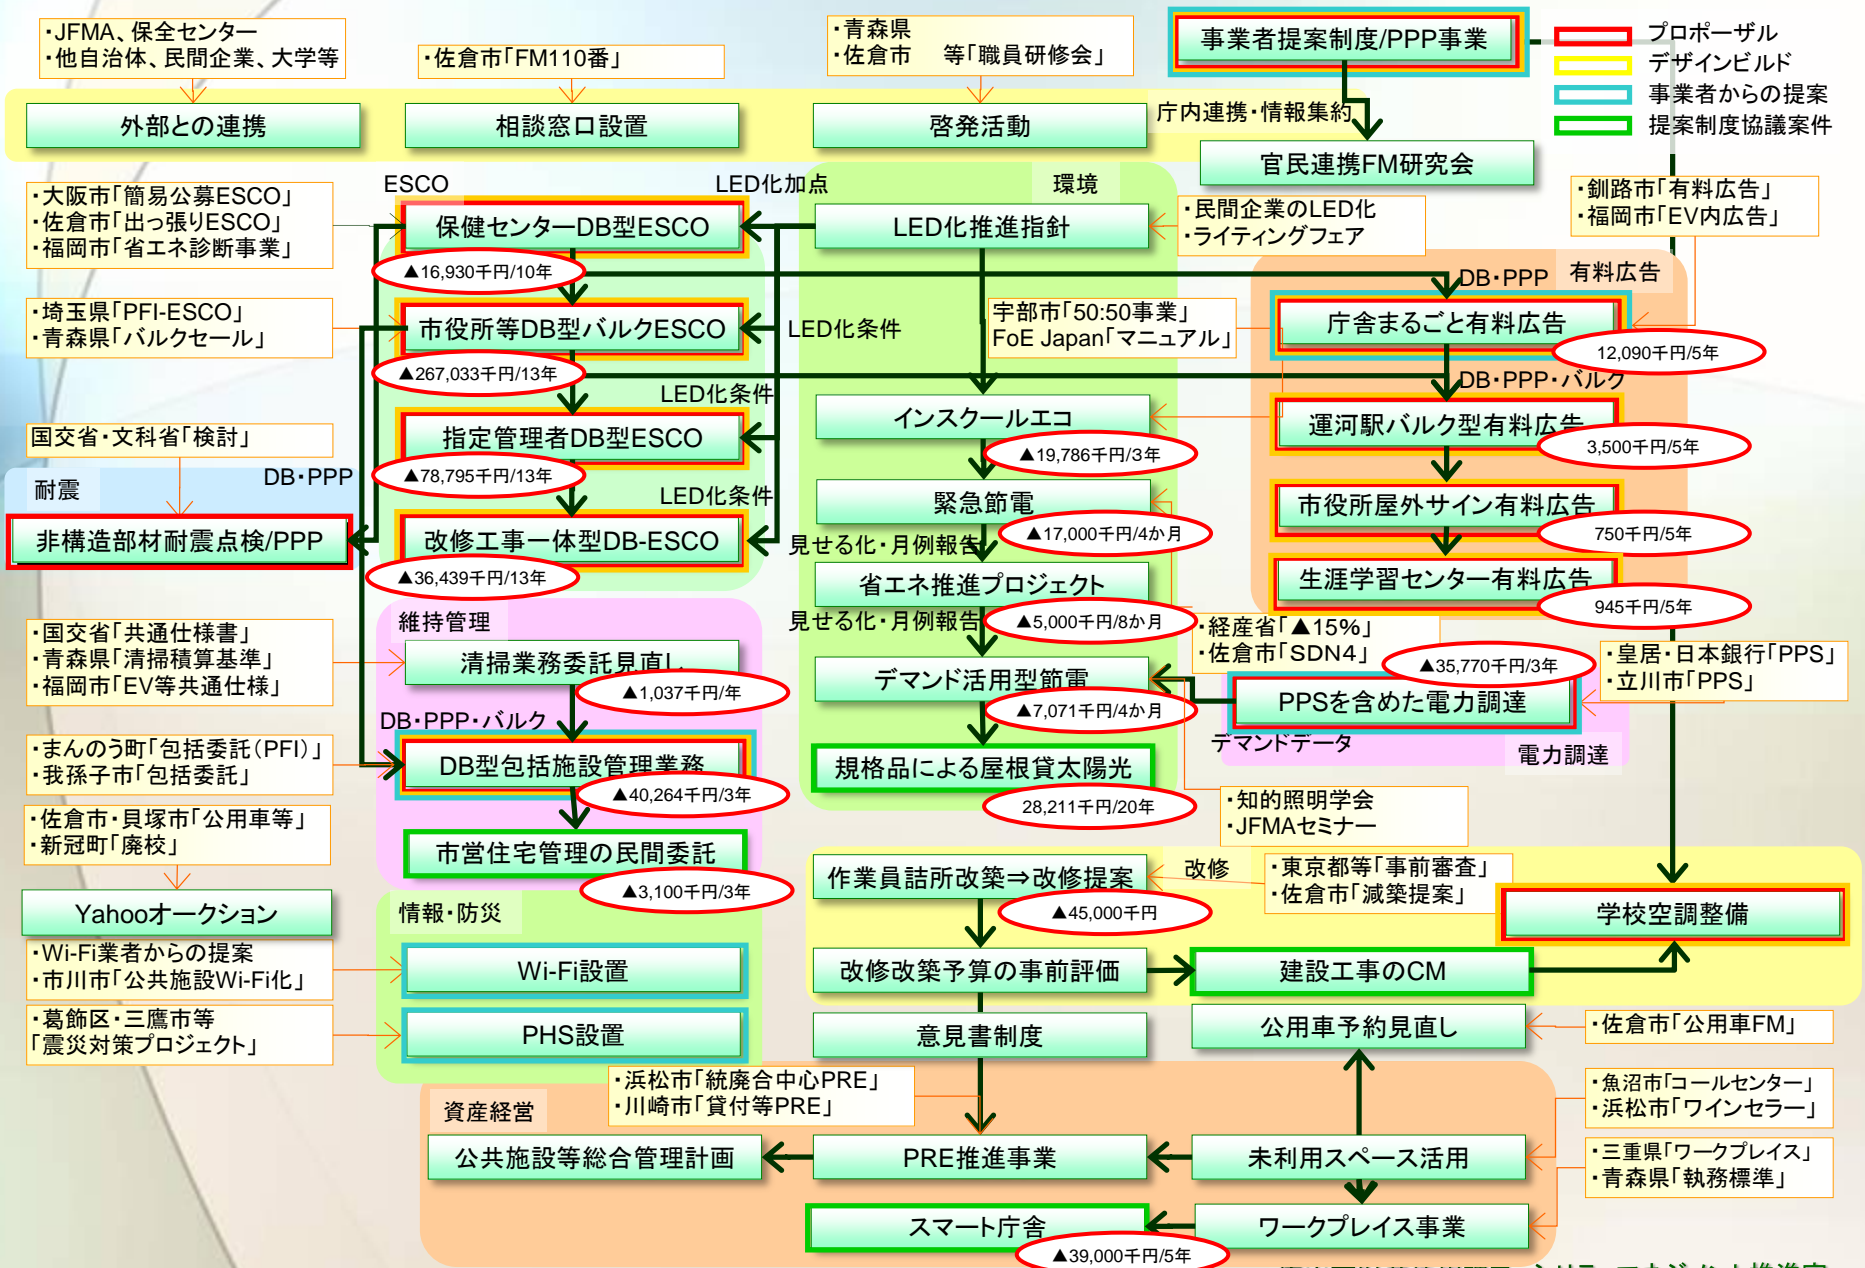 ・JFMA、保全センター
・他自治体、民間企業、大学等
・佐倉市「FM110番」
・青森県
・佐倉市　等「職員研修会」
事業者提案制度/PPP事業
プロポーザル
デザインビルド
事業者からの提案
提案制度協議案件
外部との連携
相談窓口設置
啓発活動
庁内連携・情報集約
官民連携FM研究会
・大阪市「簡易公募ESCO」
・佐倉市「出っ張りESCO」
・福岡市「省エネ診断事業」
ESCO
LED化加点
環境
保健センターDB型ESCO
▲16,930千円/10年
LED化推進指針
・民間企業のLED化
・ライティングフェア
・釧路市「有料広告」
・福岡市「EV内広告」
DB・PPP
有料広告
・埼玉県「PFI-ESCO」
・青森県「バルクセール」
市役所等DB型バルクESCO
▲267,033千円/13年
LED化条件
宇部市「50:50事業」
FoE Japan「マニュアル」
庁舎まるごと有料広告
12,090千円/5年
DB・PPP・バルク
LED化条件
国交省・文科省「検討」
指定管理者DB型ESCO
▲78,795千円/13年
インスクールエコ
▲19,786千円/3年
運河駅バルク型有料広告
3,500千円/5年
耐震
DB・PPP
LED化条件
緊急節電
▲17,000千円/4か月
市役所屋外サイン有料広告
750千円/5年
非構造部材耐震点検/PPP
改修工事一体型DB-ESCO
▲36,439千円/13年
見せる化・月例報告
省エネ推進プロジェクト
▲5,000千円/8か月
生涯学習センター有料広告
945千円/5年
維持管理
見せる化・月例報告
・国交省「共通仕様書」
・青森県「清掃積算基準」
・福岡市「EV等共通仕様」
清掃業務委託見直し
▲1,037千円/年
・経産省「▲15%」
・佐倉市「SDN4」
▲35,770千円/3年
・皇居・日本銀行「PPS」
・立川市「PPS」
デマンド活用型節電
▲7,071千円/4か月
PPSを含めた電力調達
デマンドデータ
電力調達
DB・PPP・バルク
・まんのう町「包括委託（PFI）」
・我孫子市「包括委託」
DB型包括施設管理業務
▲40,264千円/3年
規格品による屋根貸太陽光
28,211千円/20年
・知的照明学会
・JFMAセミナー
・佐倉市・貝塚市「公用車等」
・新冠町「廃校」
市営住宅管理の民間委託
▲3,100千円/3年
作業員詰所改築⇒改修提案
▲45,000千円
改修
・東京都等「事前審査」
・佐倉市「減築提案」
Yahooオークション
情報・防災
学校空調整備
・Wi-Fi業者からの提案
・市川市「公共施設Wi-Fi化」
Wi-Fi設置
改修改築予算の事前評価
建設工事のCM
・葛飾区・三鷹市等
「震災対策プロジェクト」
PHS設置
意見書制度
公用車予約見直し
・佐倉市「公用車FM」
・浜松市「統廃合中心PRE」
・川崎市「貸付等PRE」
資産経営
・魚沼市「コールセンター」
・浜松市「ワインセラー」
公共施設等総合管理計画
PRE推進事業
未利用スペース活用
・三重県「ワークプレイス」
・青森県「執務標準」
スマート庁舎
▲39,000千円/5年
ワークプレイス事業